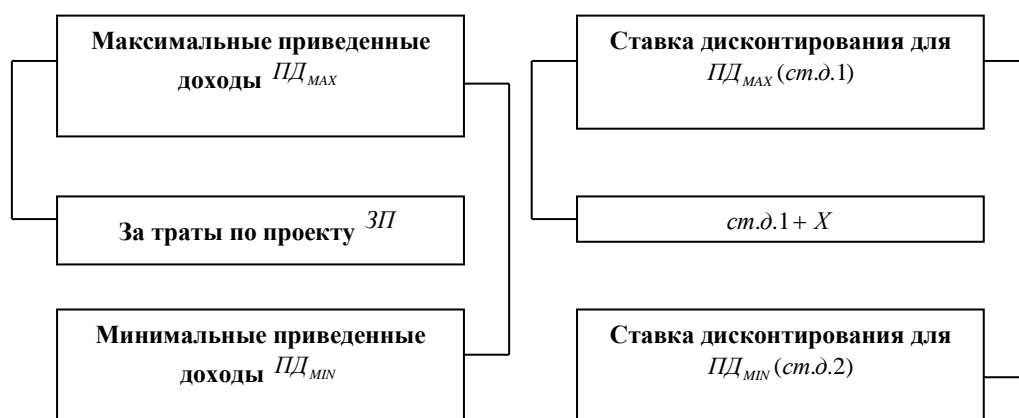 Максимальные приведенные
доходы ПД_MAX
Ставка дисконтирования для
ПД_MAX (ст.д.1)
За траты по проекту ЗП
ст.д.1 + X
Минимальные приведенные
доходы ПД_MIN
Ставка дисконтирования для
ПД_MIN (ст.д.2)